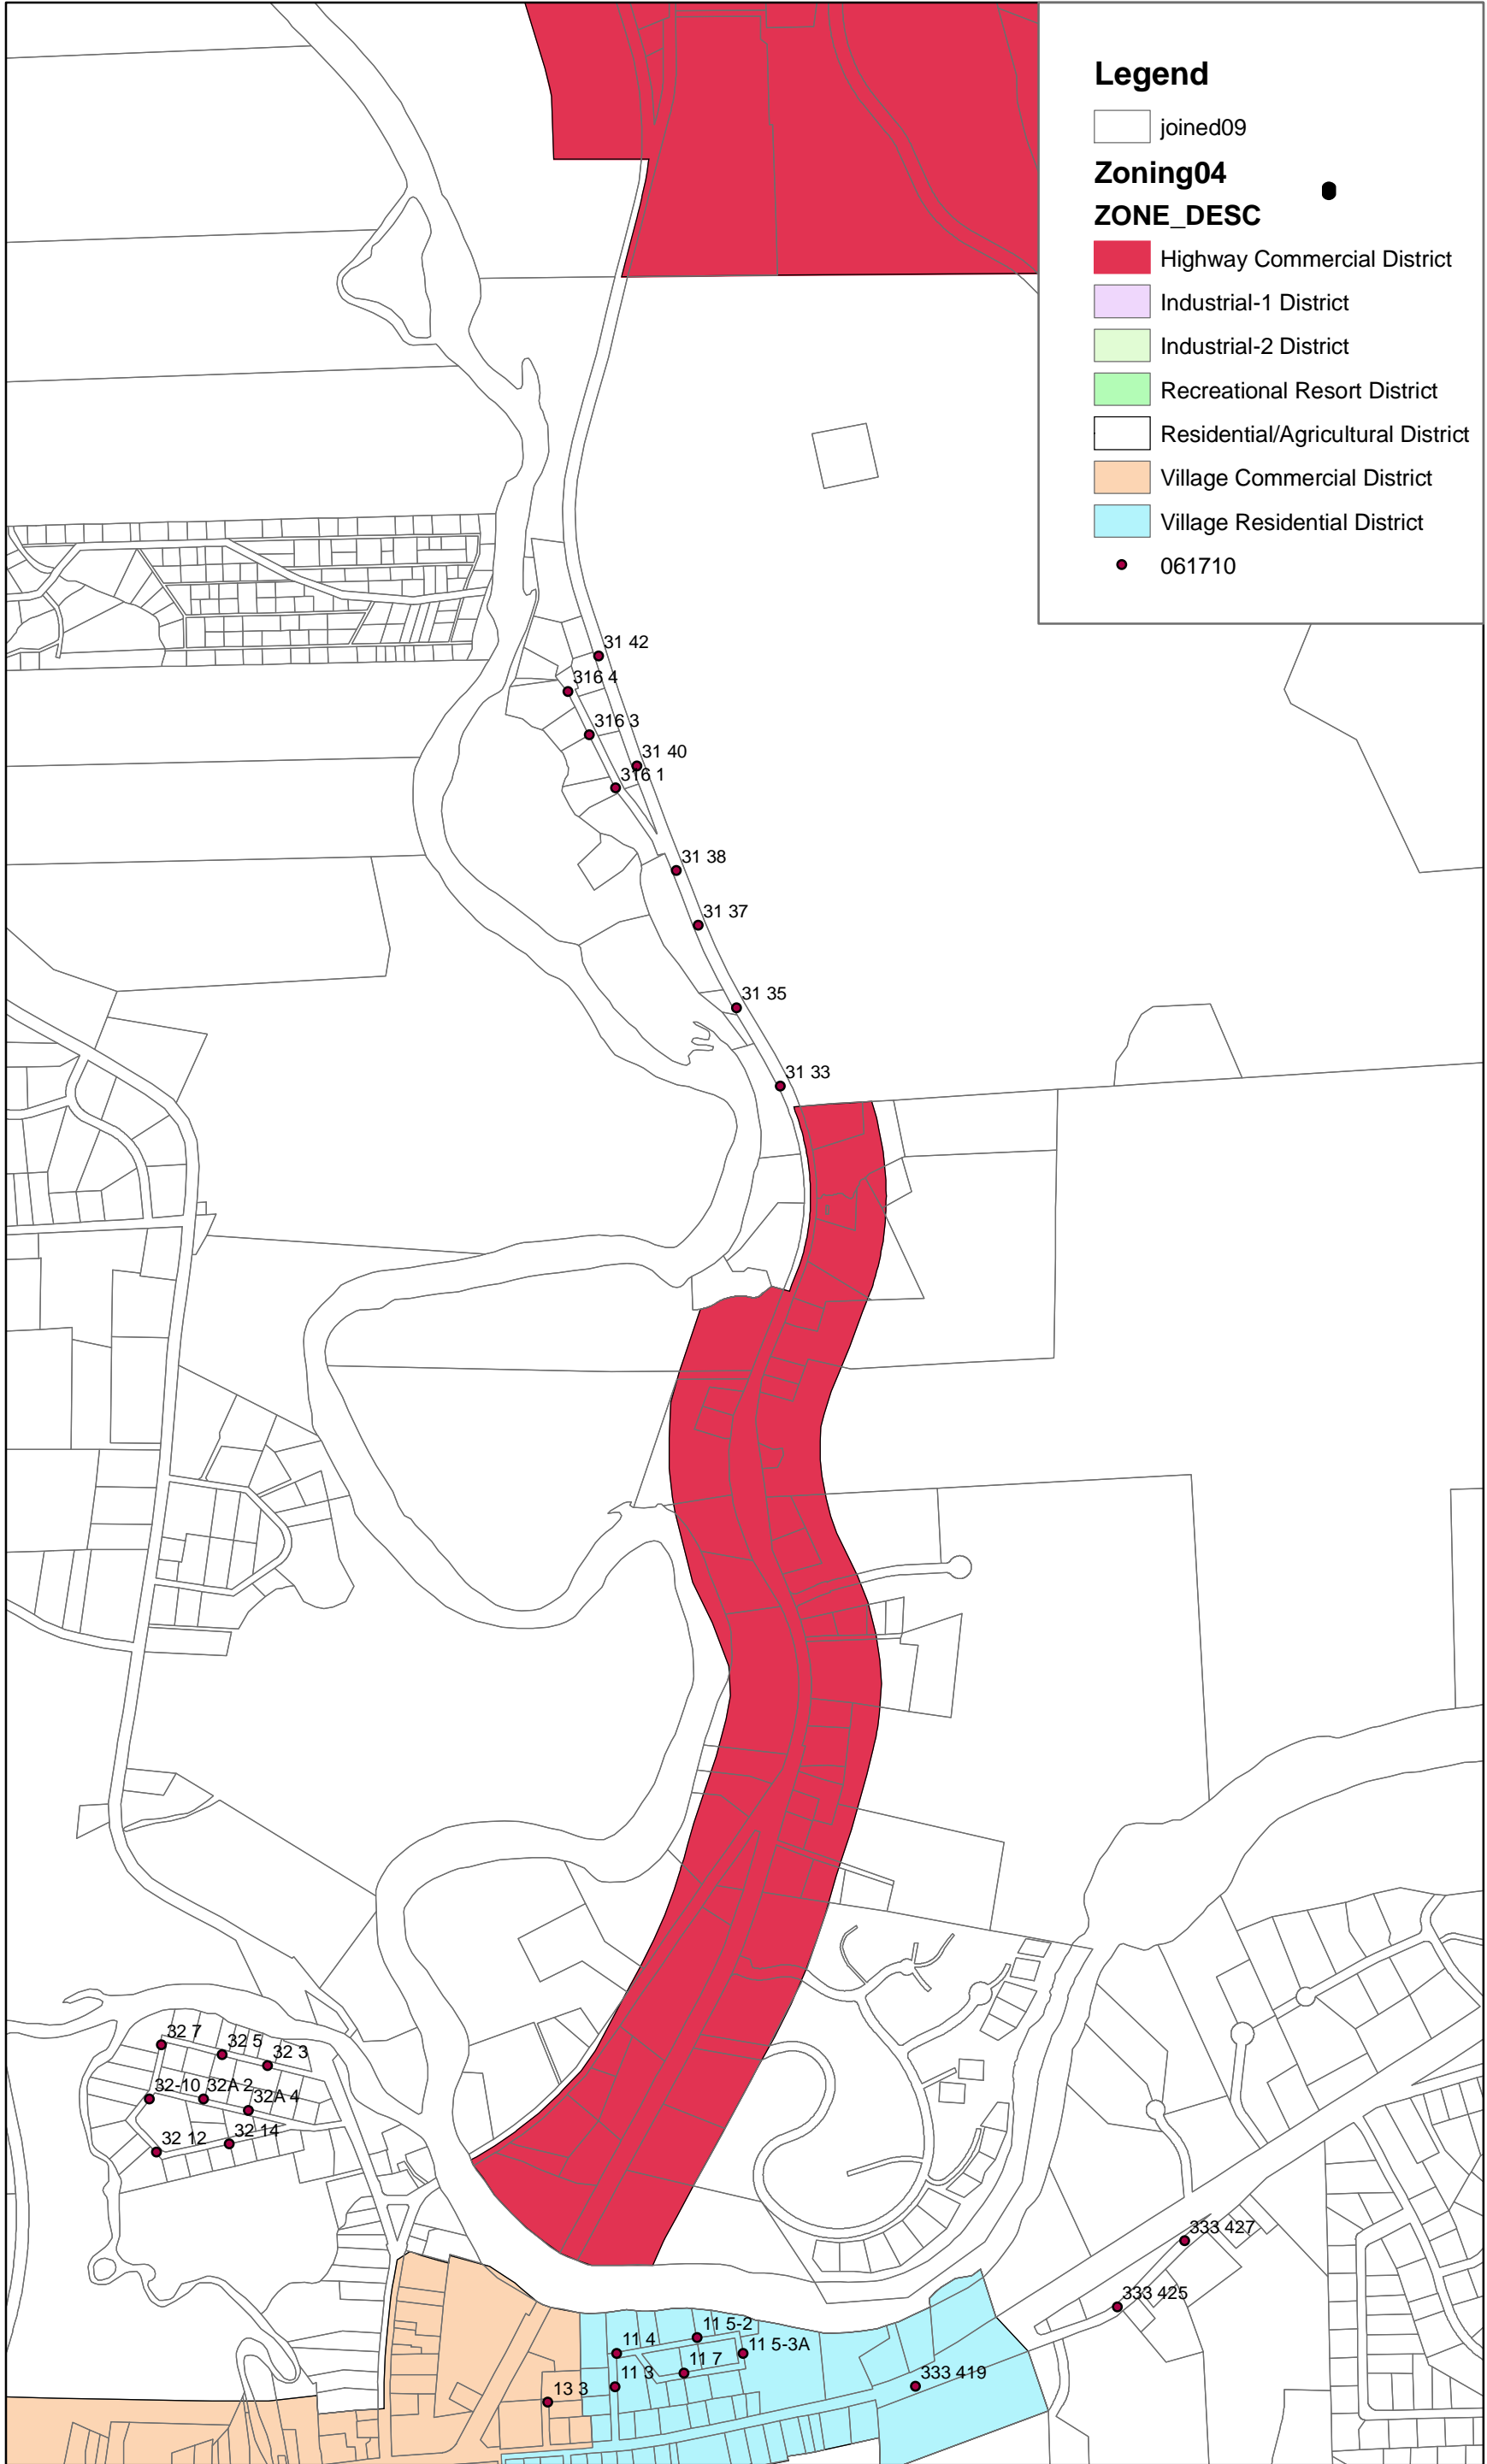 Legend
joined09
Zoning04
ZONE_DESC
Highway Commercial District
Industrial-1 District
Industrial-2 District
Recreational Resort District
Residential/Agricultural District
Village Commercial District
Village Residential District
061710
31 42
316 4
316 3
31 40
316 1
31 38
31 37
31 35
31 33
32 7
32 5
32 3
32-10
32A 2
32A 4
32 12
32 14
333 427
333 425
11 5-2
11 4
11 5-3A
11 7
11 3
333 419
13 3